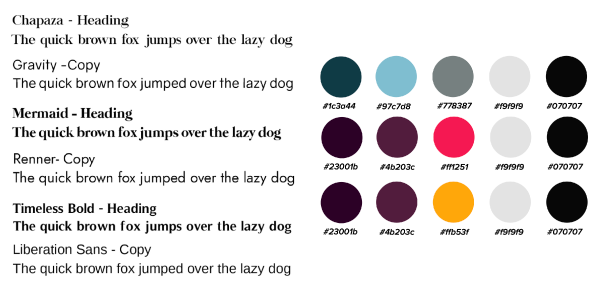 Chapaza - Heading
The quick brown fox jumps over the lazy dog
Gravity -Copy
The quick brown fox jumped over the lazy dog
Mermaid - Heading
The quick brown fox jumps over the lazy dog
Renner- Copy
The quick brown fox jumped over the lazy dog
Timeless Bold - Heading
The quick brown fox jumps over the lazy dog
Liberation Sans - Copy
The quick brown fox jumped over the lazy dog
#1c3a44 #97c7d8 #778387 #f9f9f9 #070707
#23001b #4b203c #ff1251 #f9f9f9 #070707
#23001b #4b203c #ffb53f #f9f9f9 #070707